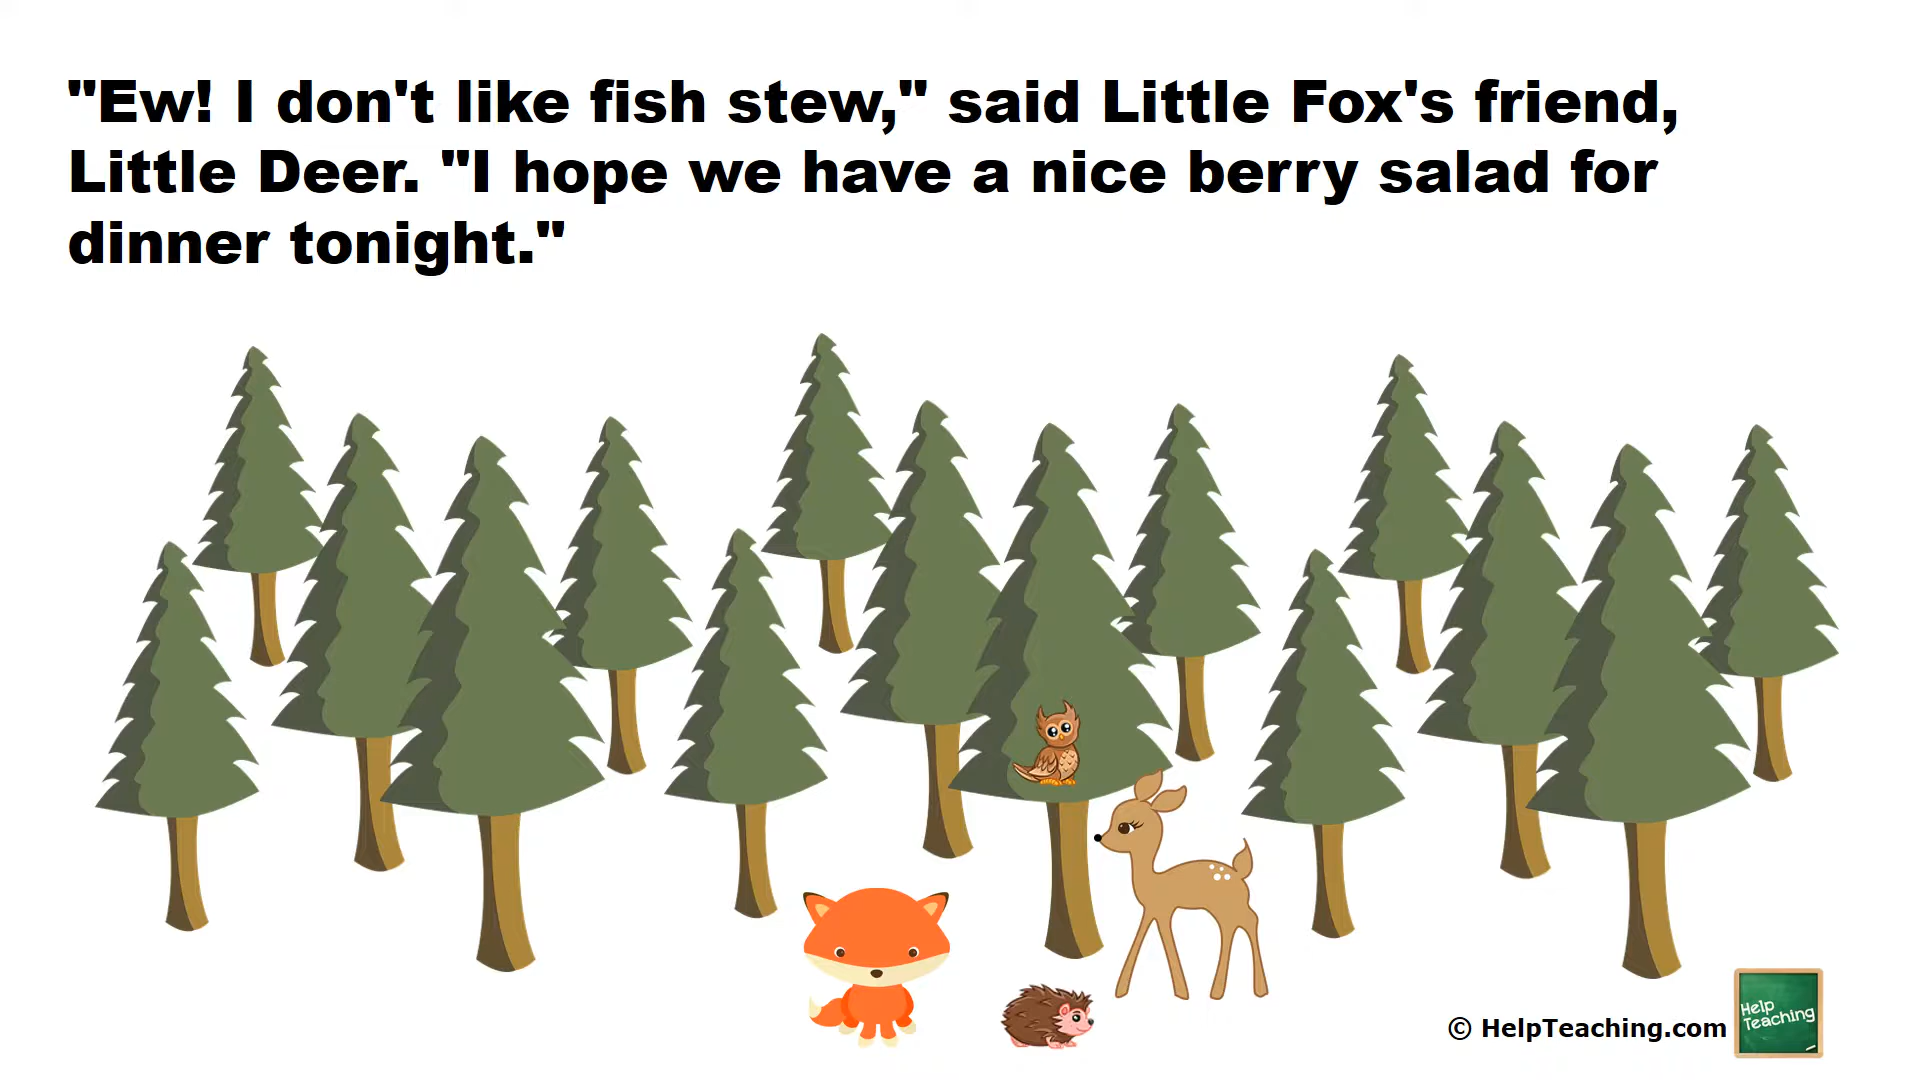 "Ew! I don't like fish stew," said Little Fox's friend,
Little Deer. "I hope we have a nice berry salad for
dinner tonight."
© HelpTeaching.com
Help
Teaching